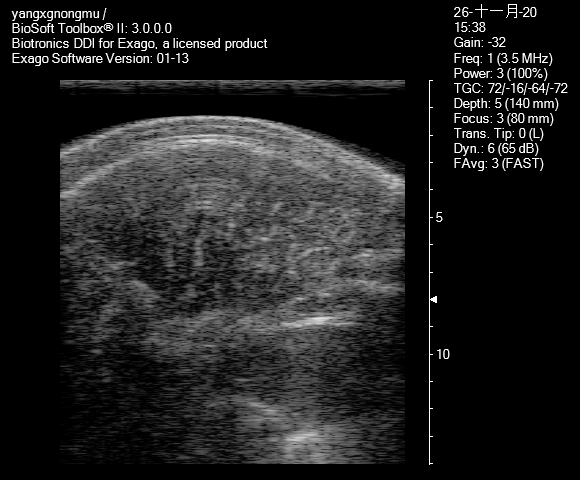 yangxgnongmu /
BioSoft Toolbox® II: 3.0.0.0
Biotronics DDI for Exago, a licensed product
Exago Software Version: 01-13
26-十一月-20
15:38
Gain: -32
Freq: 1 (3.5 MHz)
Power: 3 (100%)
TGC: 72/-16/-64/-72
Depth: 5 (140 mm)
Focus: 3 (80 mm)
Trans. Tip: 0 (L)
Dyn.: 6 (65 dB)
FAvg: 3 (FAST)
5
10